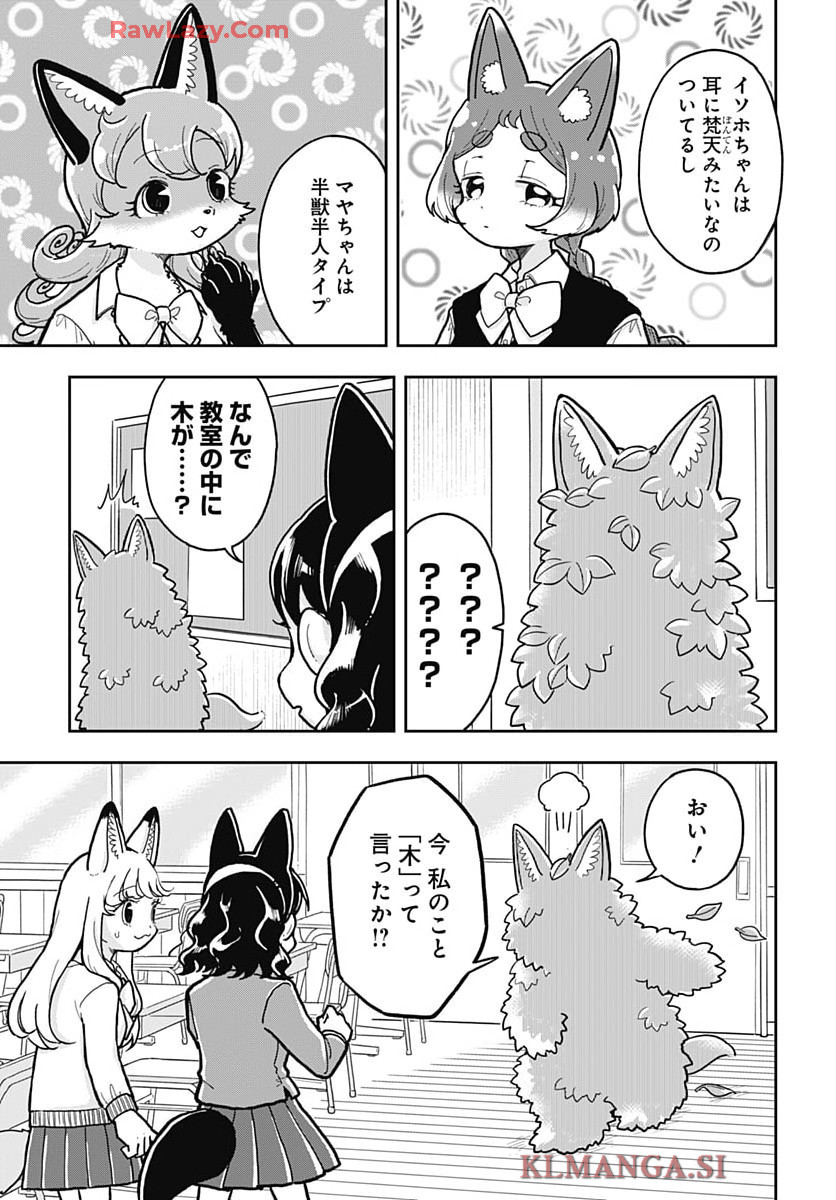 RawLazy.Com
イソホちゃんは
耳に梵天みたいなの
ぼんてん
ついてるし
マヤちゃんは
半獣半人タイプ
???
????
なんで
教室の中に
木が……?
おい!
今 私のこと
「木」って
言ったか!?
KLMANGA.SI